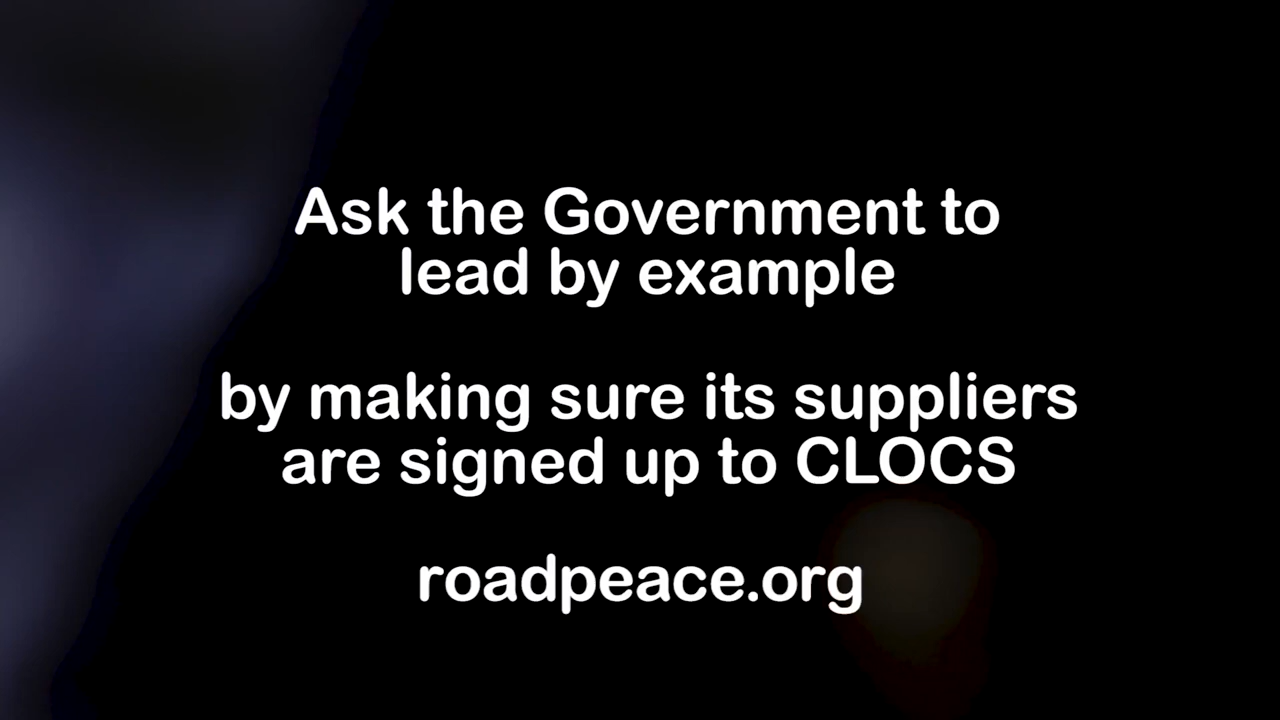 Ask the Government to
lead by example
by making sure its suppliers
are signed up to CLOCS
roadpeace.org